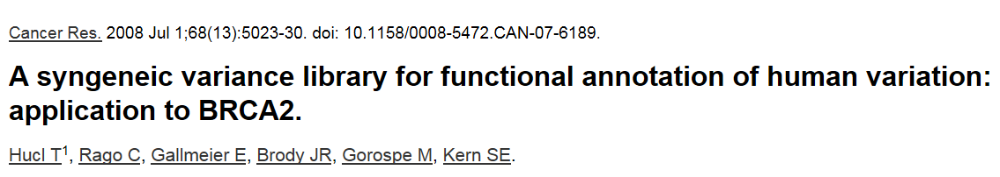 Cancer Res. 2008 Jul 1;68(13):5023-30. doi: 10.1158/0008-5472.CAN-07-6189.
A syngeneic variance library for functional annotation of human variation:
application to BRCA2.
Hucl T1, Rago C, Gallmeier E, Brody JR, Gorospe M, Kern SE.